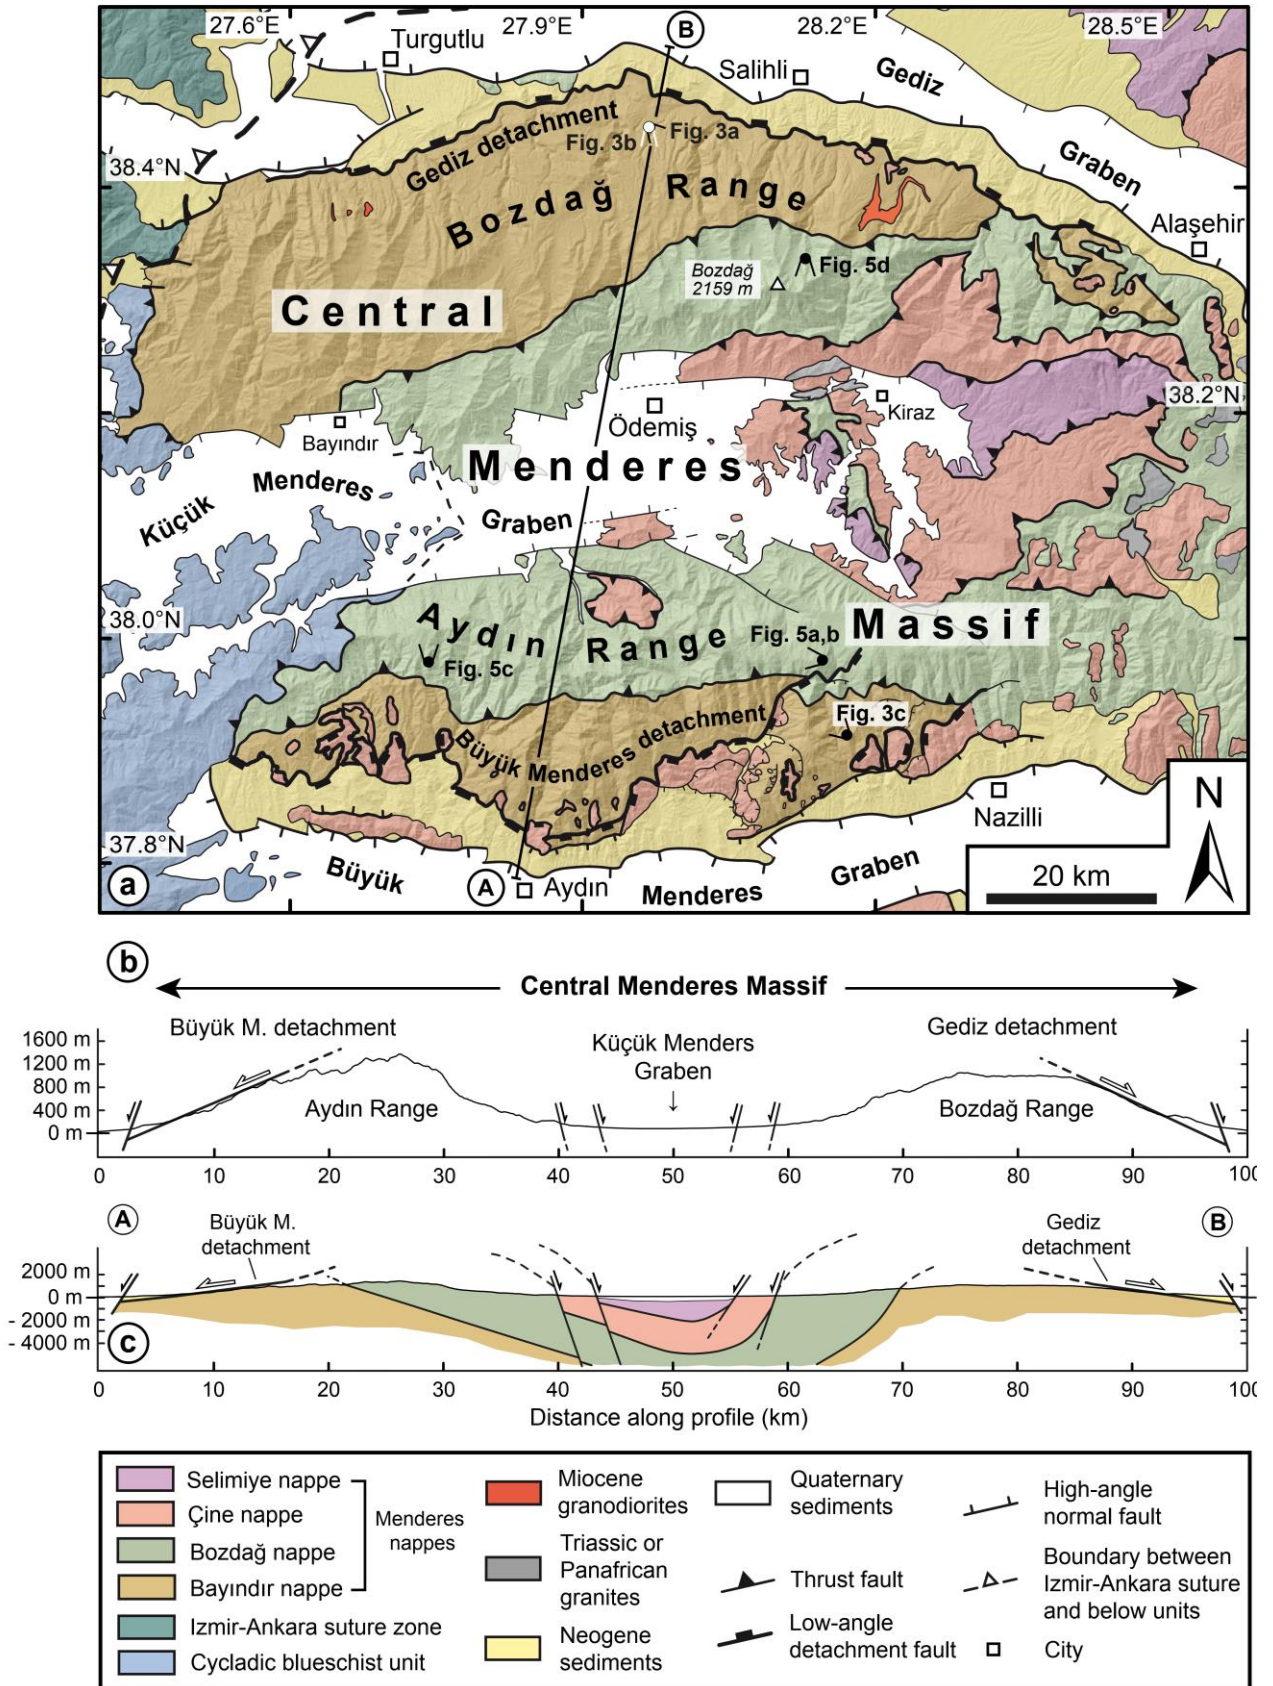 27.6°E
27.9°E
28.2°E
28.5°E
B
Turgutlu
Salihli
Gediz
Graben
38.4°N
Gediz detachment
Fig. 3b
Fig. 3a
Bozdağ Range
Alaşehir
Bozdağ
2159 m
Fig. 5d
Central
38.2°N
Bayındır
Ödemiş
Kiraz
Menderes
Küçük Menderes
Graben
38.0°N
Aydın Range
Fig. 5a,b
Massif
Fig. 5c
Fig. 3c
Büyük Menderes detachment
N
Nazilli
37.8°N
a
Büyük
A
Aydın
Menderes
Graben
20 km
b
Central Menderes Massif
Büyük M. detachment
Gediz detachment
Küçük Menders
Graben
1600 m
1200 m
800 m
400 m
0 m
Aydın Range
Bozdağ Range
0 10 20 30 40 50 60 70 80 90 100
A
B
Büyük M.
detachment
Gediz
detachment
2000 m
0 m
- 2000 m
- 4000 m
c
0 10 20 30 40 50 60 70 80 90 100
Distance along profile (km)
Selimiye nappe
Çine nappe
Bozdağ nappe
Bayındır nappe
Menderes
nappes
Izmir-Ankara suture zone
Cycladic blueschist unit
Miocene
granodiorites
Triassic or
Panafrican
granites
Neogene
sediments
Quaternary
sediments
Thrust fault
Low-angle
detachment fault
High-angle
normal fault
Boundary between
Izmir-Ankara suture
and below units
City